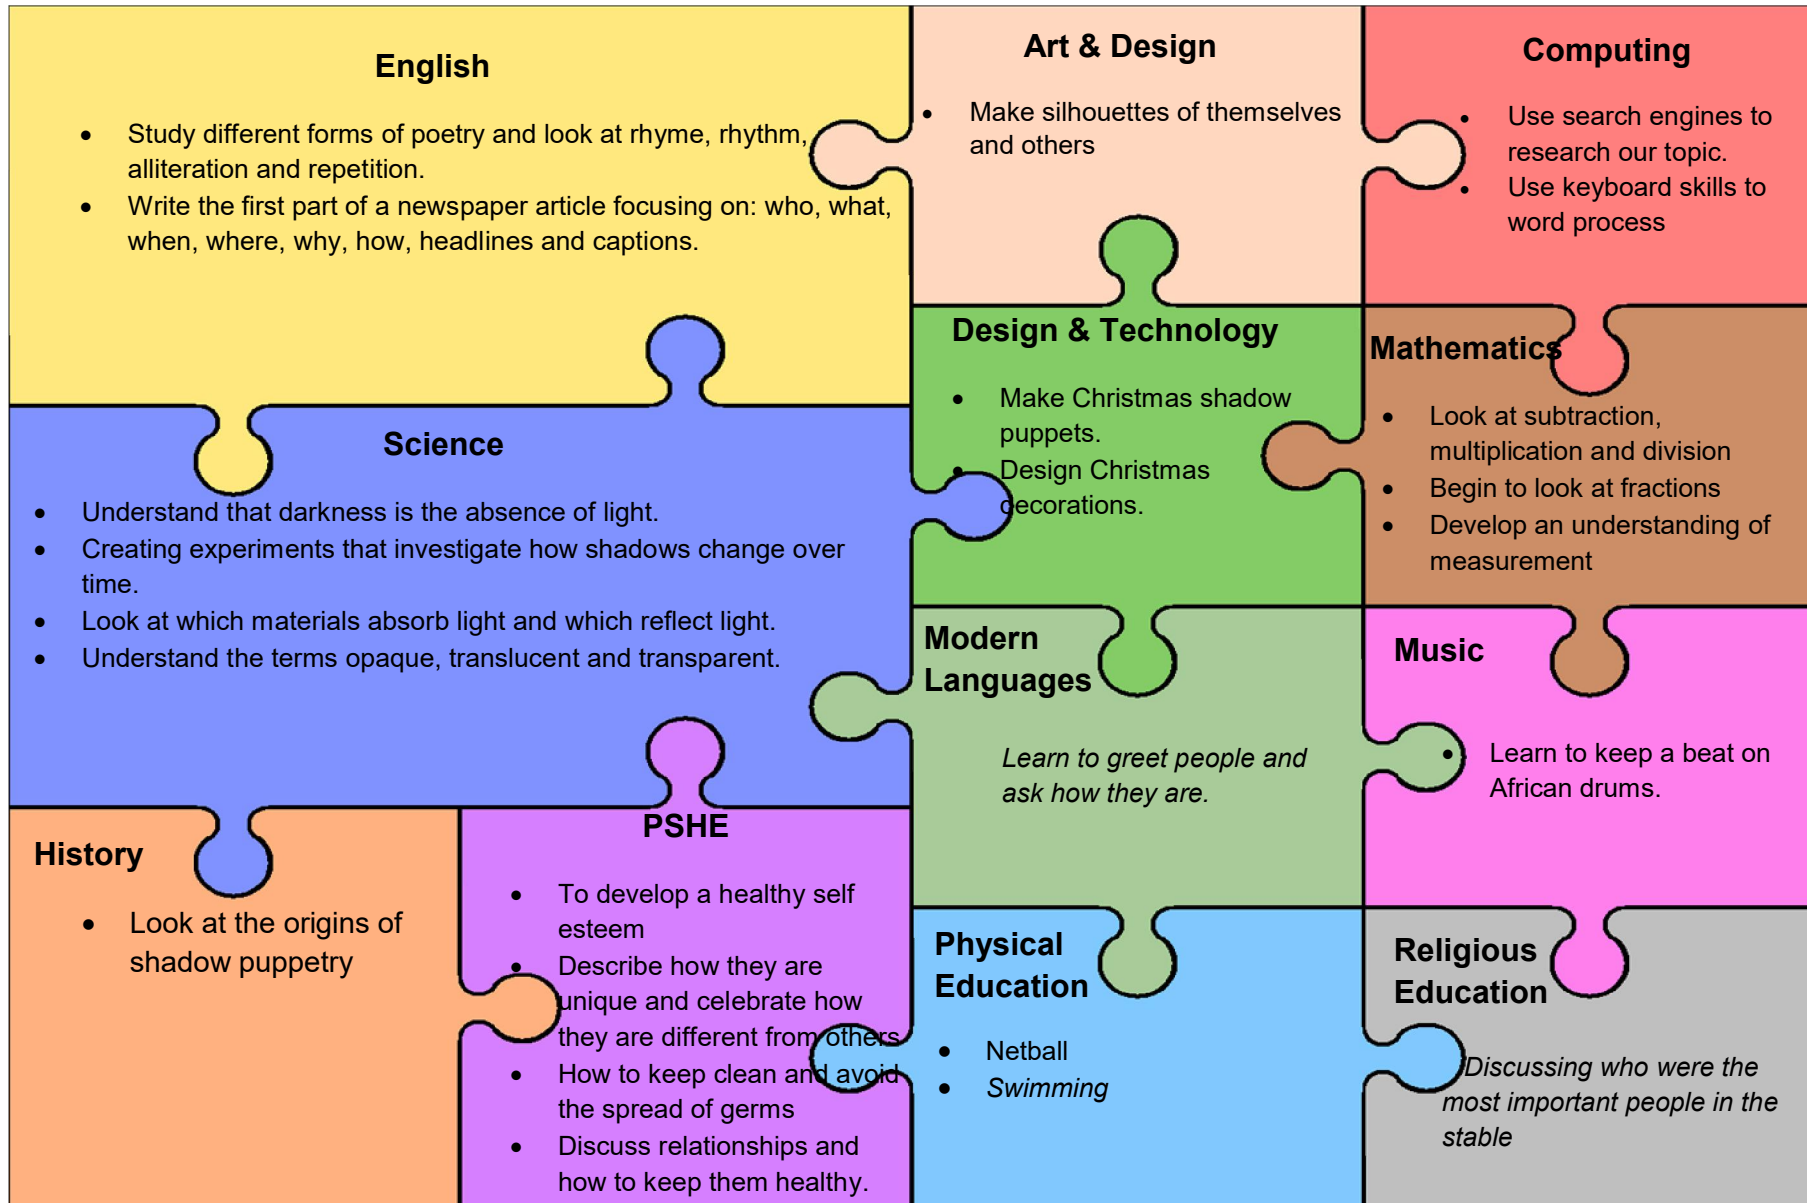 English
• Study different forms of poetry and look at rhyme, rhythm,
alliteration and repetition.
• Write the first part of a newspaper article focusing on: who, what,
when, where, why, how, headlines and captions.
Art & Design
• Make silhouettes of themselves
and others
Computing
• Use search engines to
research our topic.
• Use keyboard skills to
word process
Science
• Understand that darkness is the absence of light.
• Creating experiments that investigate how shadows change over
time.
• Look at which materials absorb light and which reflect light.
• Understand the terms opaque, translucent and transparent.
Design & Technology
• Make Christmas shadow
puppets.
• Design Christmas
decorations.
Mathematics
• Look at subtraction,
multiplication and division
• Begin to look at fractions
• Develop an understanding of
measurement
Modern
Languages
Learn to greet people and
ask how they are.
Music
• Learn to keep a beat on
African drums.
History
• Look at the origins of
shadow puppetry
PSHE
• To develop a healthy self
esteem
• Describe how they are
unique and celebrate how
they are different from others
• How to keep clean and avoid
the spread of germs
• Discuss relationships and
how to keep them healthy.
Physical
Education
• Netball
• Swimming
Religious
Education
Discussing who were the
most important people in the
stable